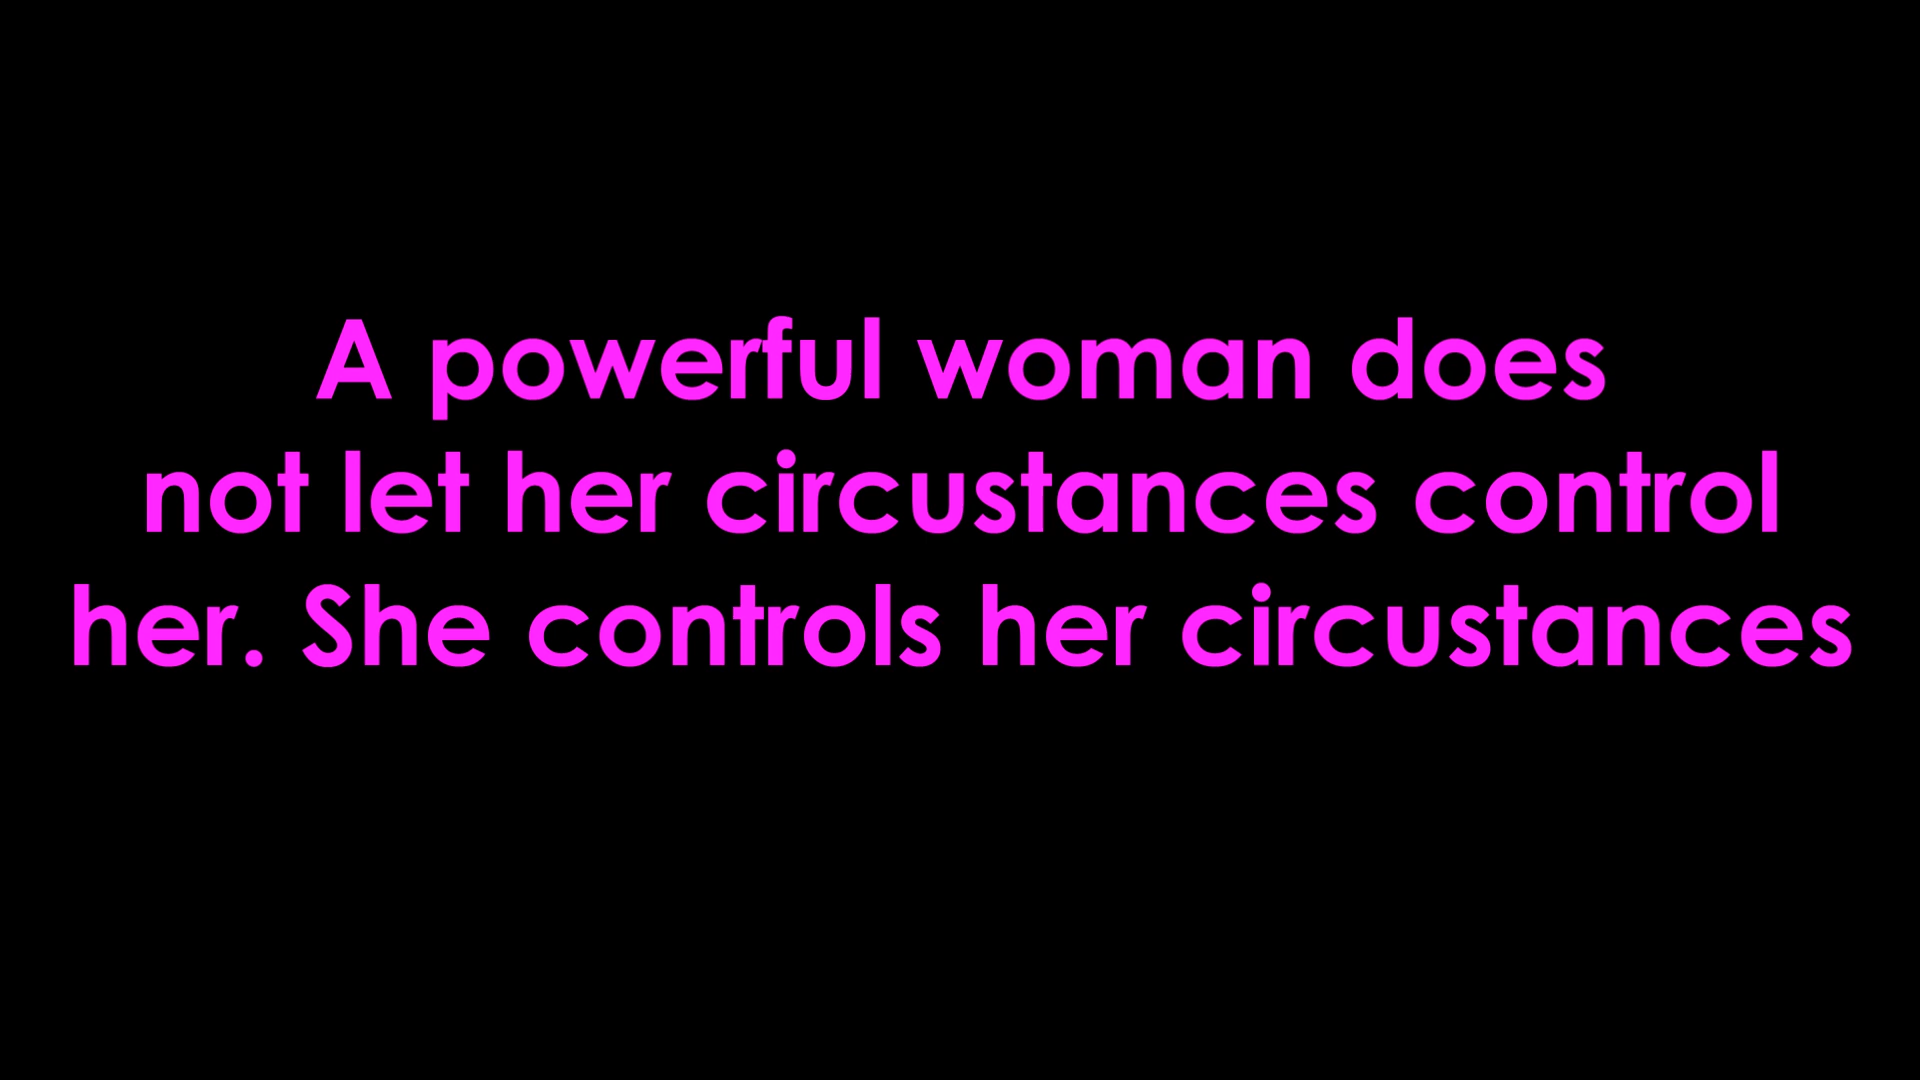 A powerful woman does
not let her circustances control
her. She controls her circustances